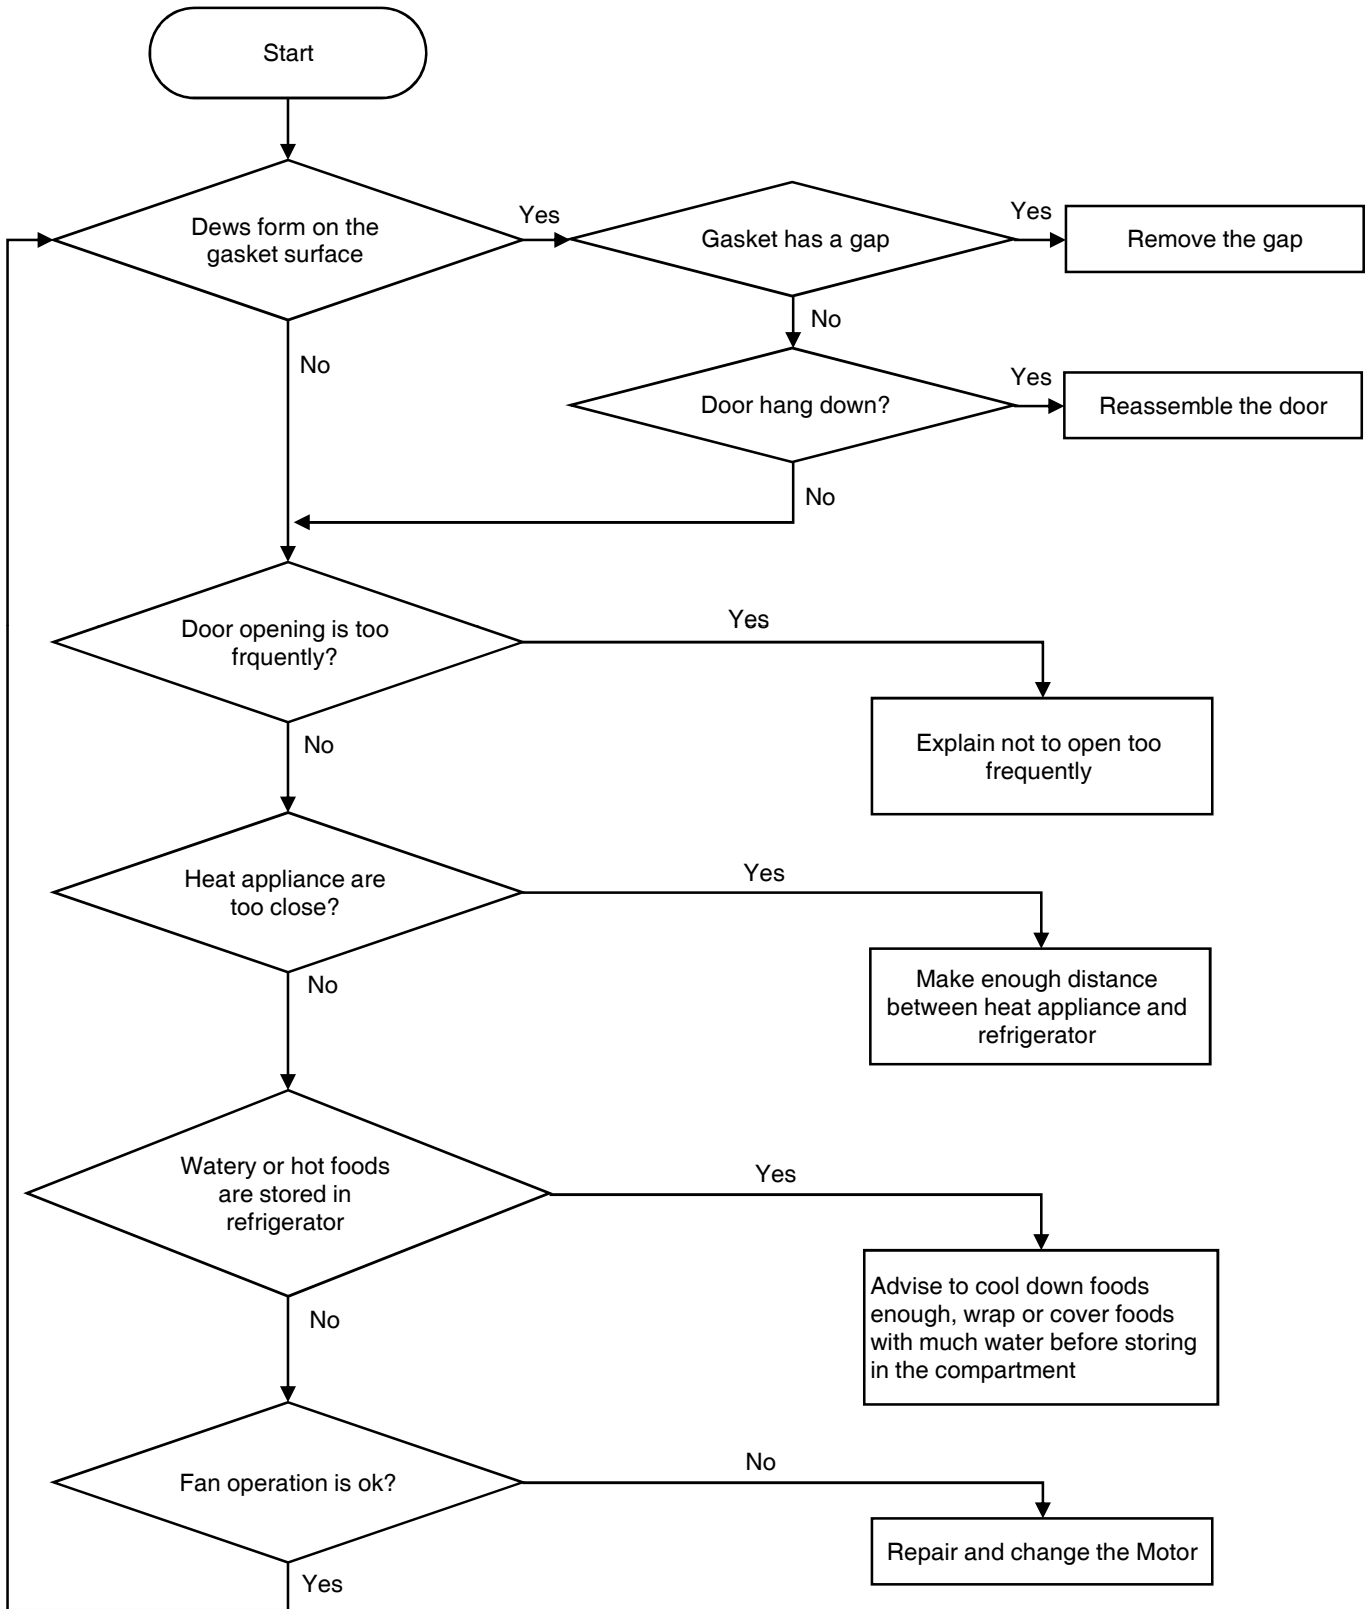 Start
Dews form on the
gasket surface
Yes
Gasket has a gap
Yes
Remove the gap
No
No
Door hang down?
Yes
Reassemble the door
No
Door opening is too
frquently?
Yes
Explain not to open too
frequently
No
Heat appliance are
too close?
Yes
Make enough distance
between heat appliance and
refrigerator
No
Watery or hot foods
are stored in
refrigerator
Yes
Advise to cool down foods
enough, wrap or cover foods
with much water before storing
in the compartment
No
Fan operation is ok?
No
Repair and change the Motor
Yes